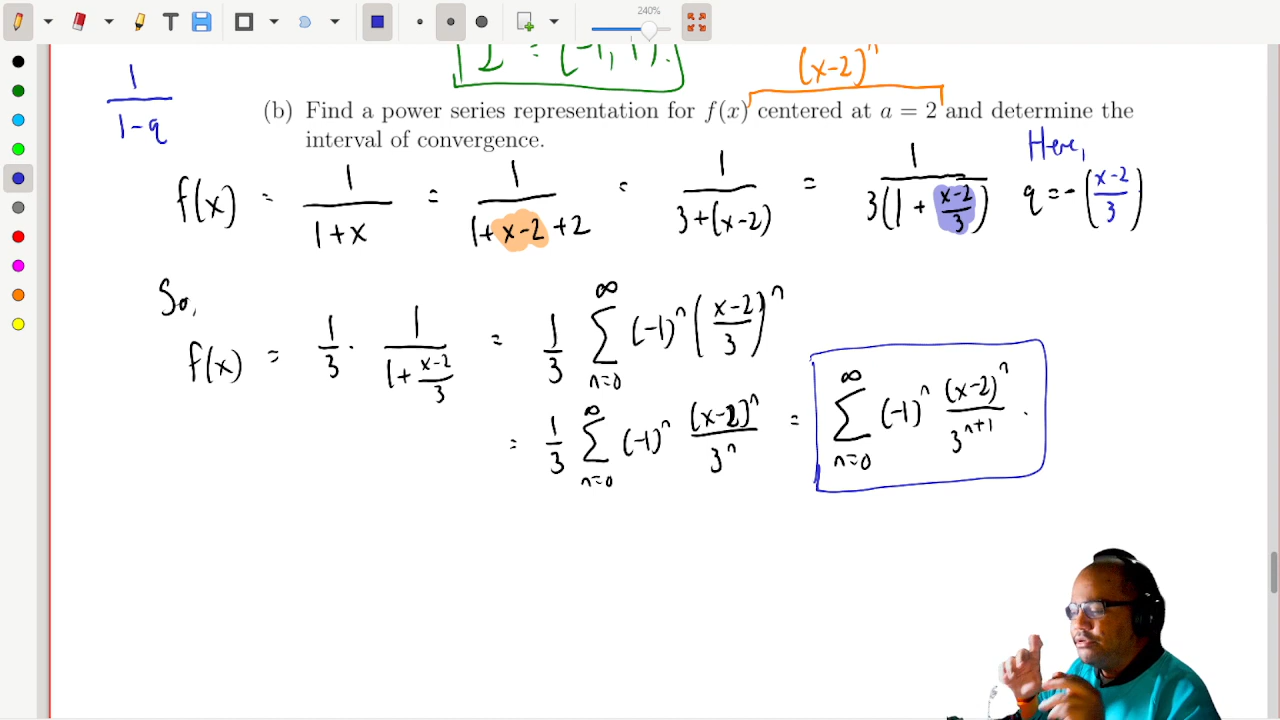 240%
I = (-1, 1).
(x-2)^n
1/(1-q)
(b) Find a power series representation for f(x) centered at a = 2 and determine the
interval of convergence.
Here,
f(x) = 1/(1+x) = 1/(1+x-2+2) = 1/(3+(x-2)) = 1/(3(1+(x-2)/3)) q = -((x-2)/3)
So,
f(x) = 1/3 · 1/(1+(x-2)/3) = 1/3 ∑_{n=0}^{∞} (-1)^n ((x-2)/3)^n
= 1/3 ∑_{n=0}^{∞} (-1)^n (x-2)^n/3^n = ∑_{n=0}^{∞} (-1)^n (x-2)^n/3^{n+1} .